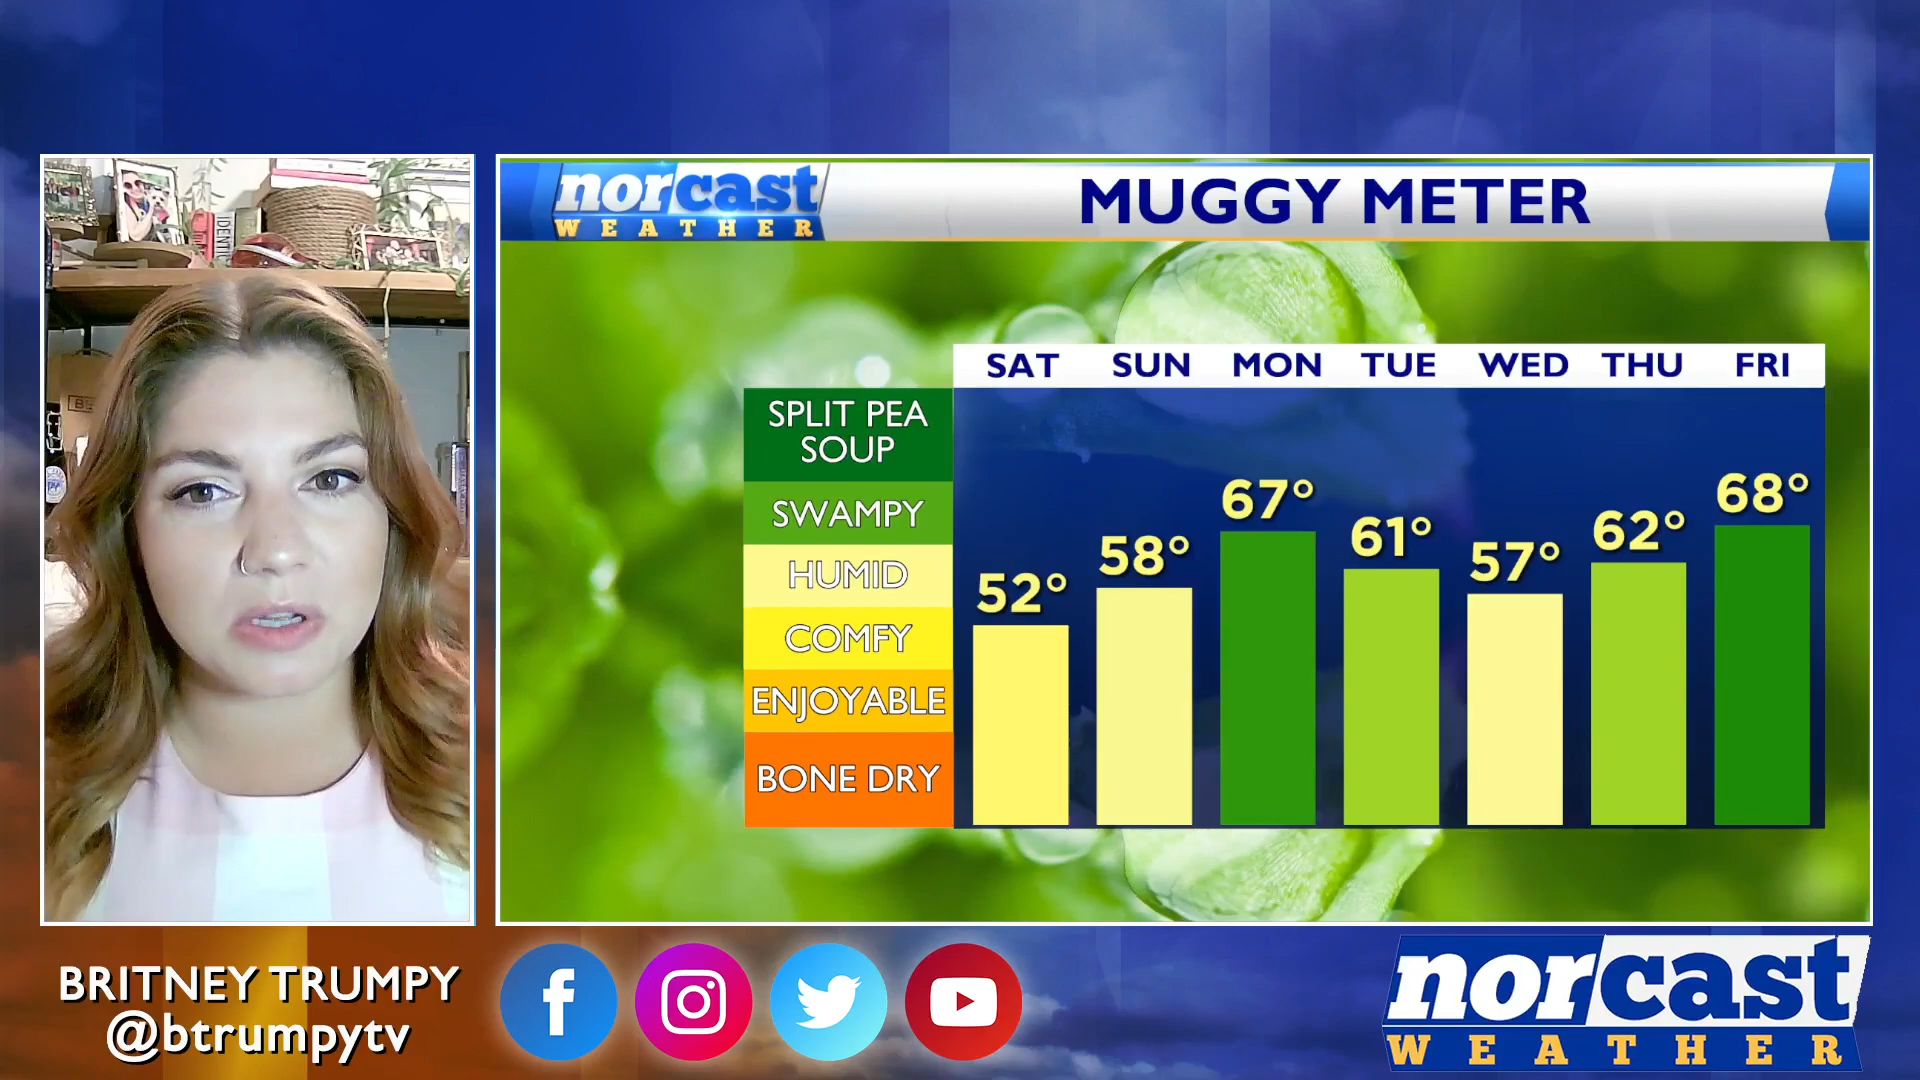 norcast
WEATHER
MUGGY METER
SAT SUN MON TUE WED THU FRI
SPLIT PEA
SOUP
SWAMPY
HUMID
COMFY
ENJOYABLE
BONE DRY
52° 58° 67° 61° 57° 62° 68°
BRITNEY TRUMPY
@btrumpytv
norcast
WEATHER